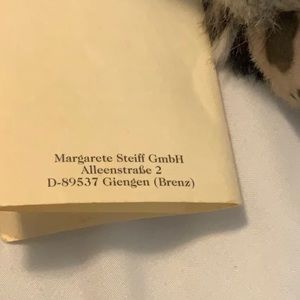 Margarete Steiff GmbH
Alleenstraße 2
D-89537 Giengen (Brenz)